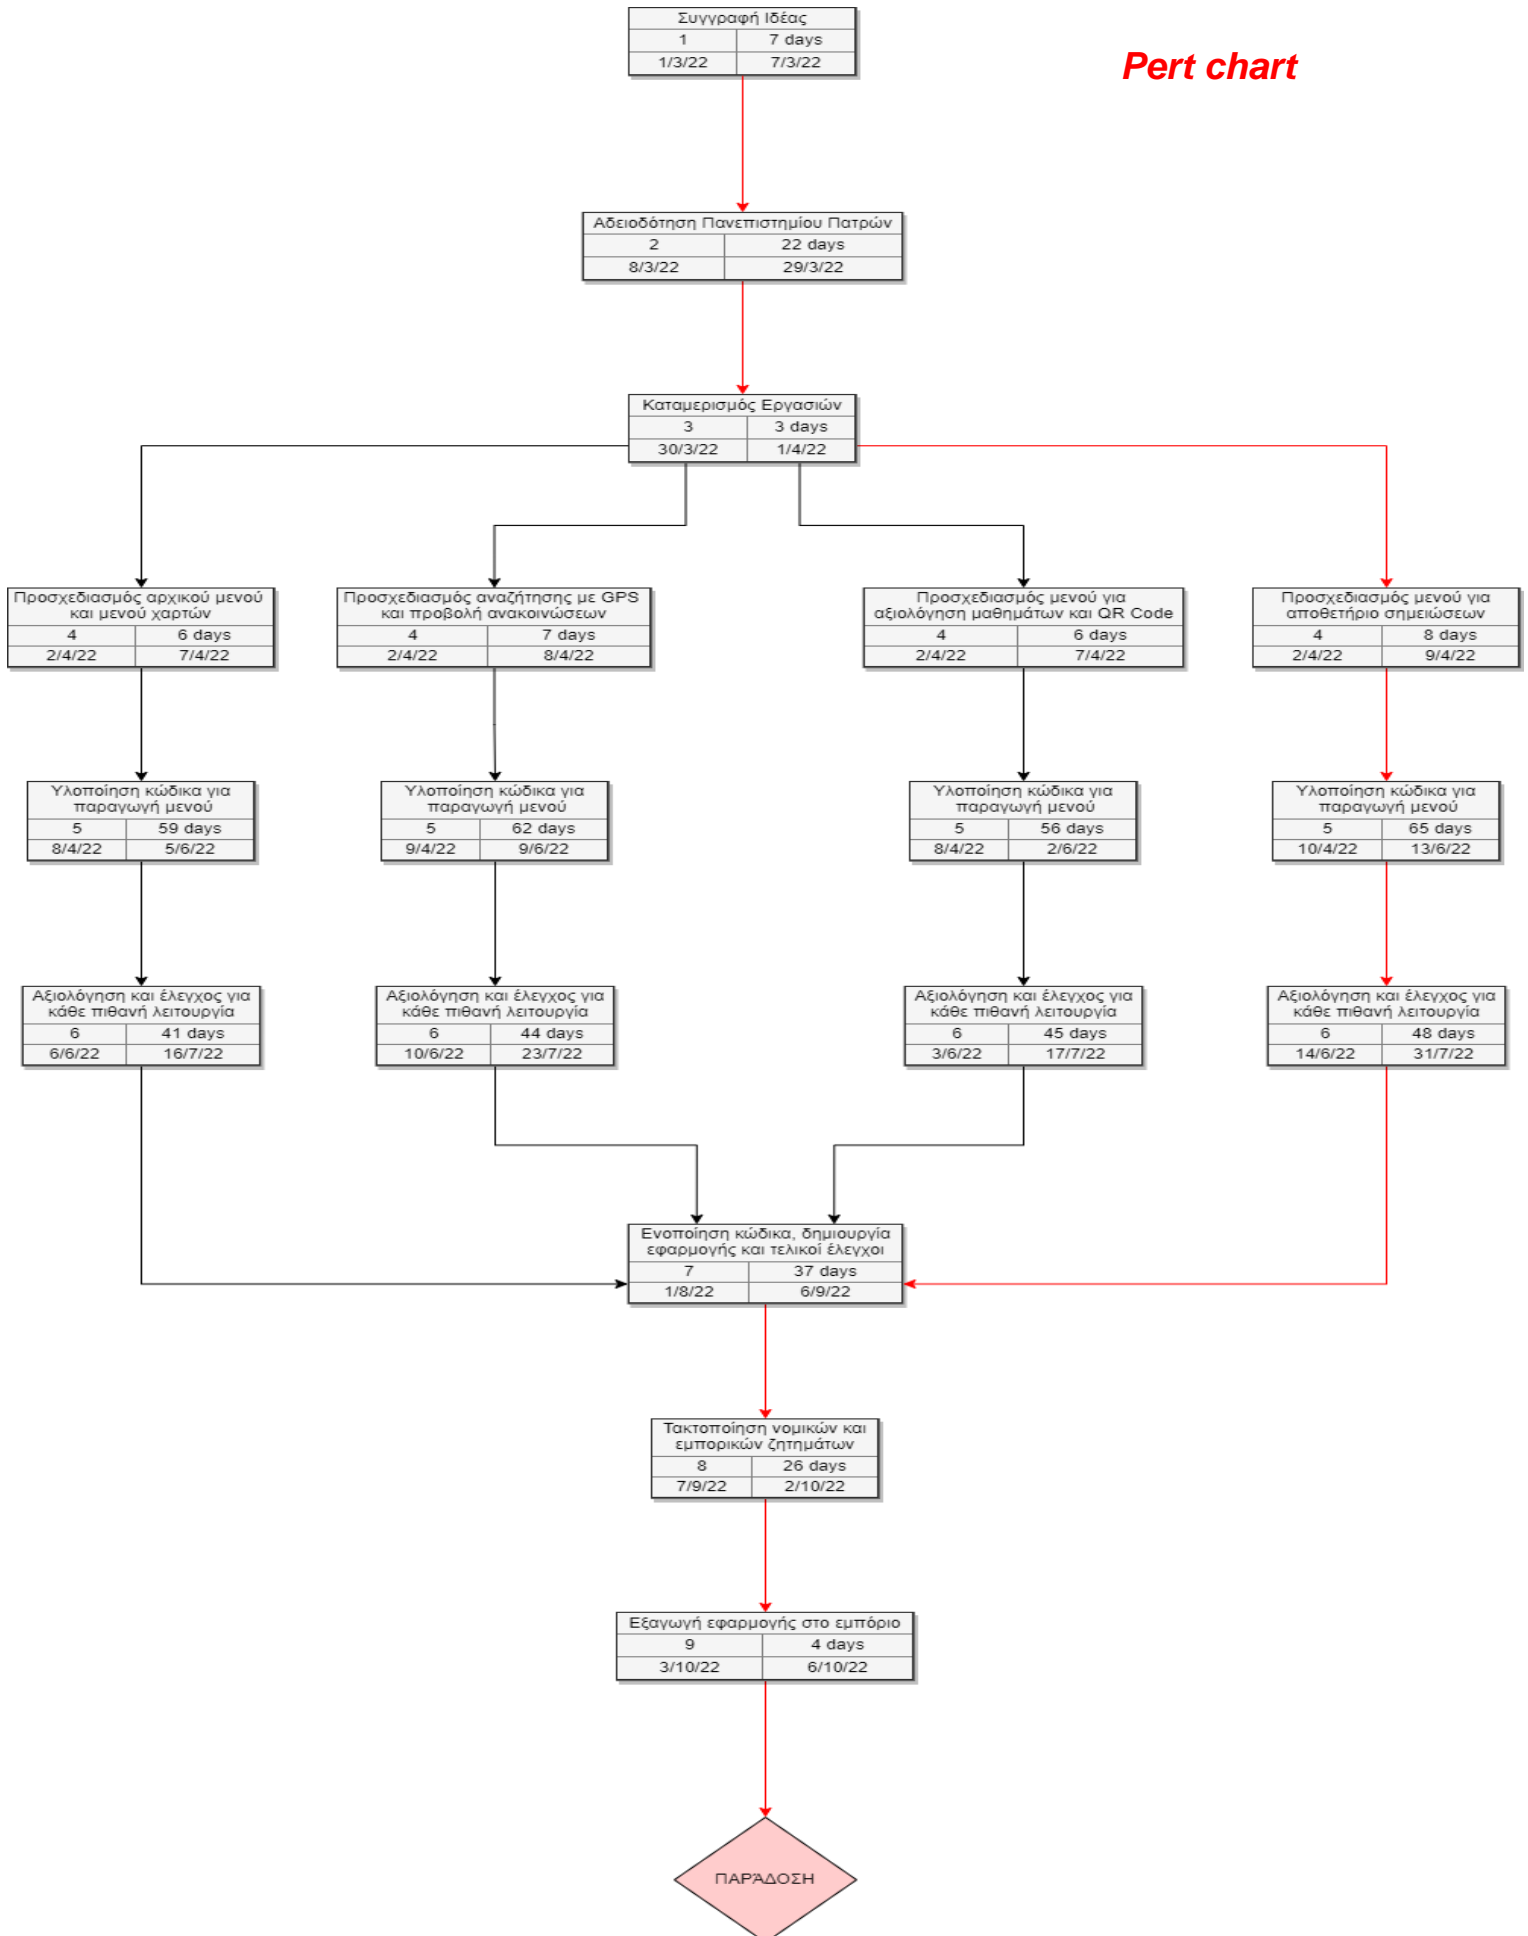 Συγγραφή Ιδέας
1 7 days
1/3/22 7/3/22
Pert chart
Αδειοδότηση Πανεπιστημίου Πατρών
2 22 days
8/3/22 29/3/22
Καταμερισμός Εργασιών
3 3 days
30/3/22 1/4/22
Προσχεδιασμός αρχικού μενού
και μενού χαρτών
4 6 days
2/4/22 7/4/22
Προσχεδιασμός αναζήτησης με GPS
και προβολή ανακοινώσεων
4 7 days
2/4/22 8/4/22
Προσχεδιασμός μενού για
αξιολόγηση μαθημάτων και QR Code
4 6 days
2/4/22 7/4/22
Προσχεδιασμός μενού για
αποθετήριο σημειώσεων
4 8 days
2/4/22 9/4/22
Υλοποίηση κώδικα για
παραγωγή μενού
5 59 days
8/4/22 5/6/22
Υλοποίηση κώδικα για
παραγωγή μενού
5 62 days
9/4/22 9/6/22
Υλοποίηση κώδικα για
παραγωγή μενού
5 56 days
8/4/22 2/6/22
Υλοποίηση κώδικα για
παραγωγή μενού
5 65 days
10/4/22 13/6/22
Αξιολόγηση και έλεγχος για
κάθε πιθανή λειτουργία
6 41 days
6/6/22 16/7/22
Αξιολόγηση και έλεγχος για
κάθε πιθανή λειτουργία
6 44 days
10/6/22 23/7/22
Αξιολόγηση και έλεγχος για
κάθε πιθανή λειτουργία
6 45 days
3/6/22 17/7/22
Αξιολόγηση και έλεγχος για
κάθε πιθανή λειτουργία
6 48 days
14/6/22 31/7/22
Ενοποίηση κώδικα, δημιουργία
εφαρμογής και τελικοί έλεγχοι
7 37 days
1/8/22 6/9/22
Τακτοποίηση νομικών και
εμπορικών ζητημάτων
8 26 days
7/9/22 2/10/22
Εξαγωγή εφαρμογής στο εμπόριο
9 4 days
3/10/22 6/10/22
ΠΑΡΆΔΟΣΗ